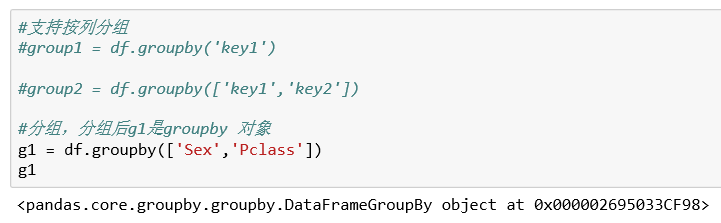 #支持按列分组
#group1 = df.groupby('key1')
#group2 = df.groupby(['key1','key2'])
#分组，分组后g1是groupby 对象
g1 = df.groupby(['Sex','Pclass'])
g1
<pandas.core.groupby.groupby.DataFrameGroupBy object at 0x000002695033CF98>